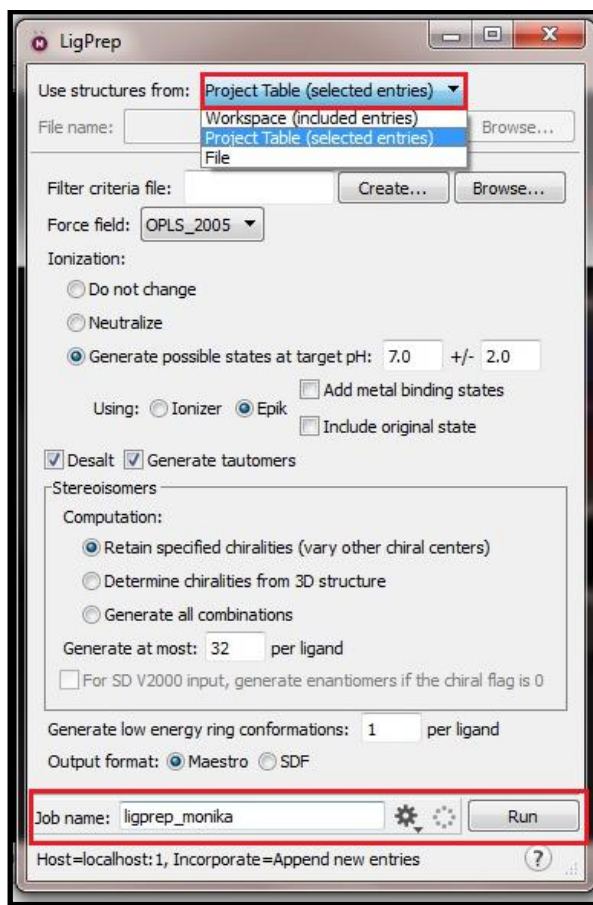 LigPrep
Use structures from: Project Table (selected entries)
Workspace (included entries)
Project Table (selected entries)
File
File name: Browse...
Filter criteria file: Create... Browse...
Force field: OPLS_2005
Ionization:
Do not change
Neutralize
Generate possible states at target pH: 7.0 +/- 2.0
Add metal binding states
Using: Ionizer Epik
Include original state
Desalt Generate tautomers
Stereoisomers
Computation:
Retain specified chiralities (vary other chiral centers)
Determine chiralities from 3D structure
Generate all combinations
Generate at most: 32 per ligand
For SD V2000 input, generate enantiomers if the chiral flag is 0
Generate low energy ring conformations: 1 per ligand
Output format: Maestro SDF
Job name: ligprep_monika Run
Host=localhost:1, Incorporate=Append new entries ?